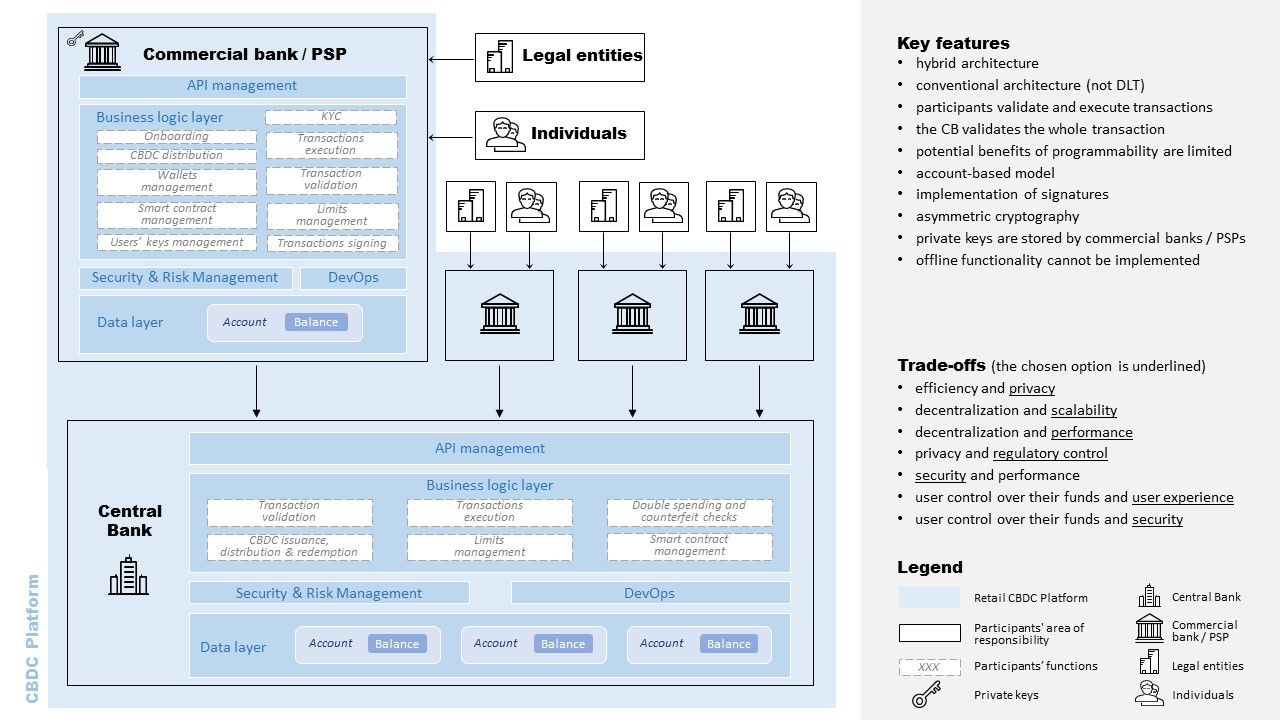 Commercial bank / PSP
API management
Business logic layer
Onboarding
CBDC distribution
Wallets
management
Smart contract
management
Users’ keys management
KYC
Transactions
execution
Transaction
validation
Limits
management
Transactions signing
Security & Risk Management
DevOps
Data layer
Account
Balance
Legal entities
Individuals
Central
Bank
API management
Business logic layer
Transaction
validation
Transactions
execution
Double spending and
counterfeit checks
CBDC issuance,
distribution & redemption
Limits
management
Smart contract
management
Security & Risk Management
DevOps
Data layer
Account
Balance
Account
Balance
Account
Balance
CBDC Platform
Key features
• hybrid architecture
• conventional architecture (not DLT)
• participants validate and execute transactions
• the CB validates the whole transaction
• potential benefits of programmability are limited
• account-based model
• implementation of signatures
• asymmetric cryptography
• private keys are stored by commercial banks / PSPs
• offline functionality cannot be implemented
Trade-offs (the chosen option is underlined)
• efficiency and privacy
• decentralization and scalability
• decentralization and performance
• privacy and regulatory control
• security and performance
• user control over their funds and user experience
• user control over their funds and security
Legend
Retail CBDC Platform
Participants' area of
responsibility
XXX
Participants’ functions
Private keys
Central Bank
Commercial
bank / PSP
Legal entities
Individuals